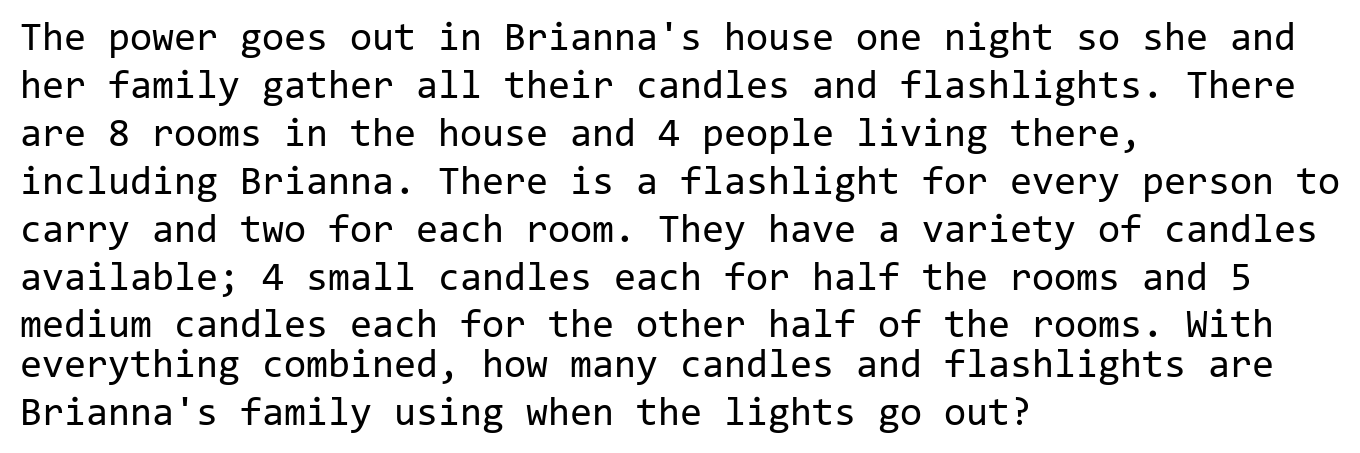 The power goes out in Brianna's house one night so she and
her family gather all their candles and flashlights. There
are 8 rooms in the house and 4 people living there,
including Brianna. There is a flashlight for every person to
carry and two for each room. They have a variety of candles
available; 4 small candles each for half the rooms and 5
medium candles each for the other half of the rooms. With
everything combined, how many candles and flashlights are
Brianna's family using when the lights go out?